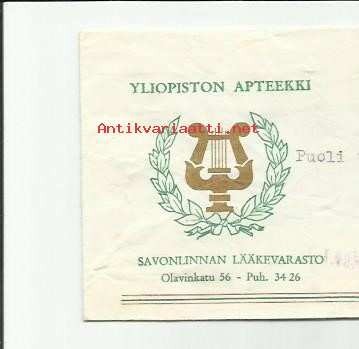 YLIOPISTON APTEEKKI
Antikvariaatti.net
Puoli
SAVONLINNAN LÄÄKEVARASTO
Olavinkatu 56 - Puh. 34 26